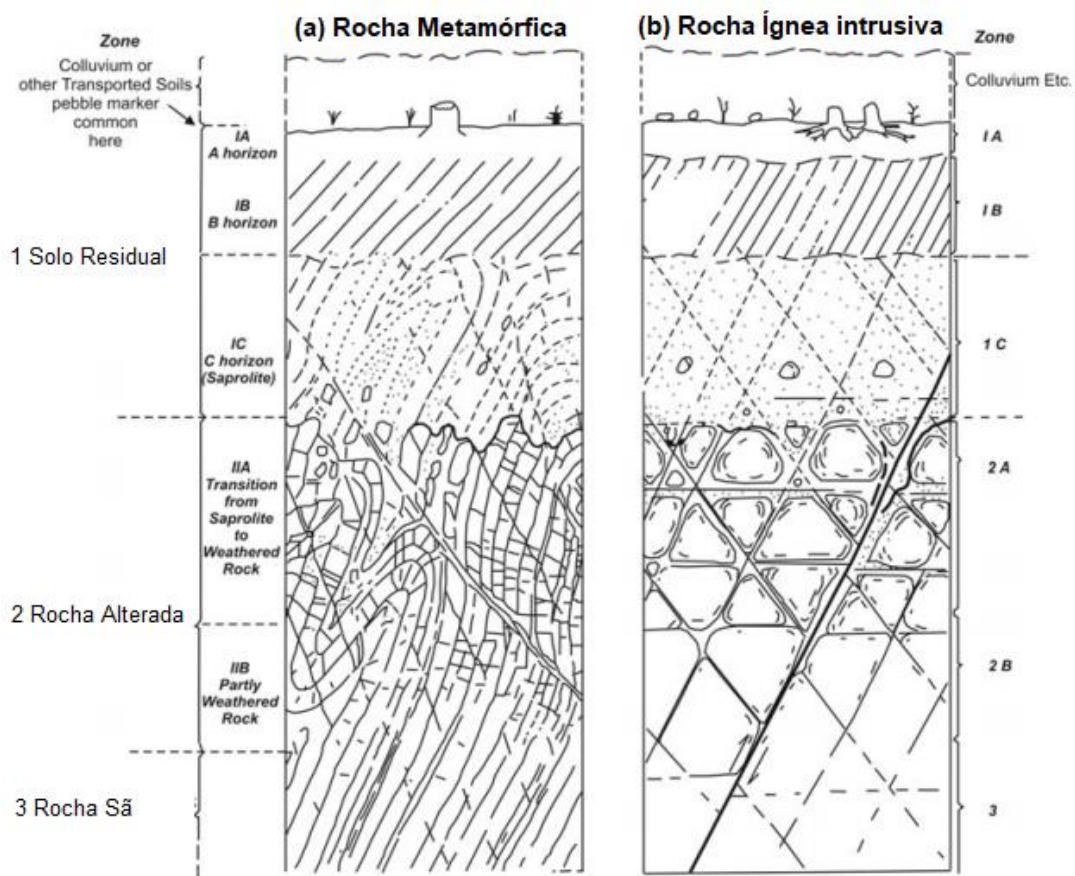 (a) Rocha Metamórfica
(b) Rocha Ígnea intrusiva
Zone
Colluvium or
other Transported Soils
pebble marker
common
here
IA
A horizon
IB
B horizon
1 Solo Residual
IC
C horizon
(Saprolite)
IIA
Transition
from
Saprolite
to
Weathered
Rock
2 Rocha Alterada
IIB
Partly
Weathered
Rock
3 Rocha Sã
Zone
Colluvium Etc.
I A
I B
1 C
2 A
2 B
3